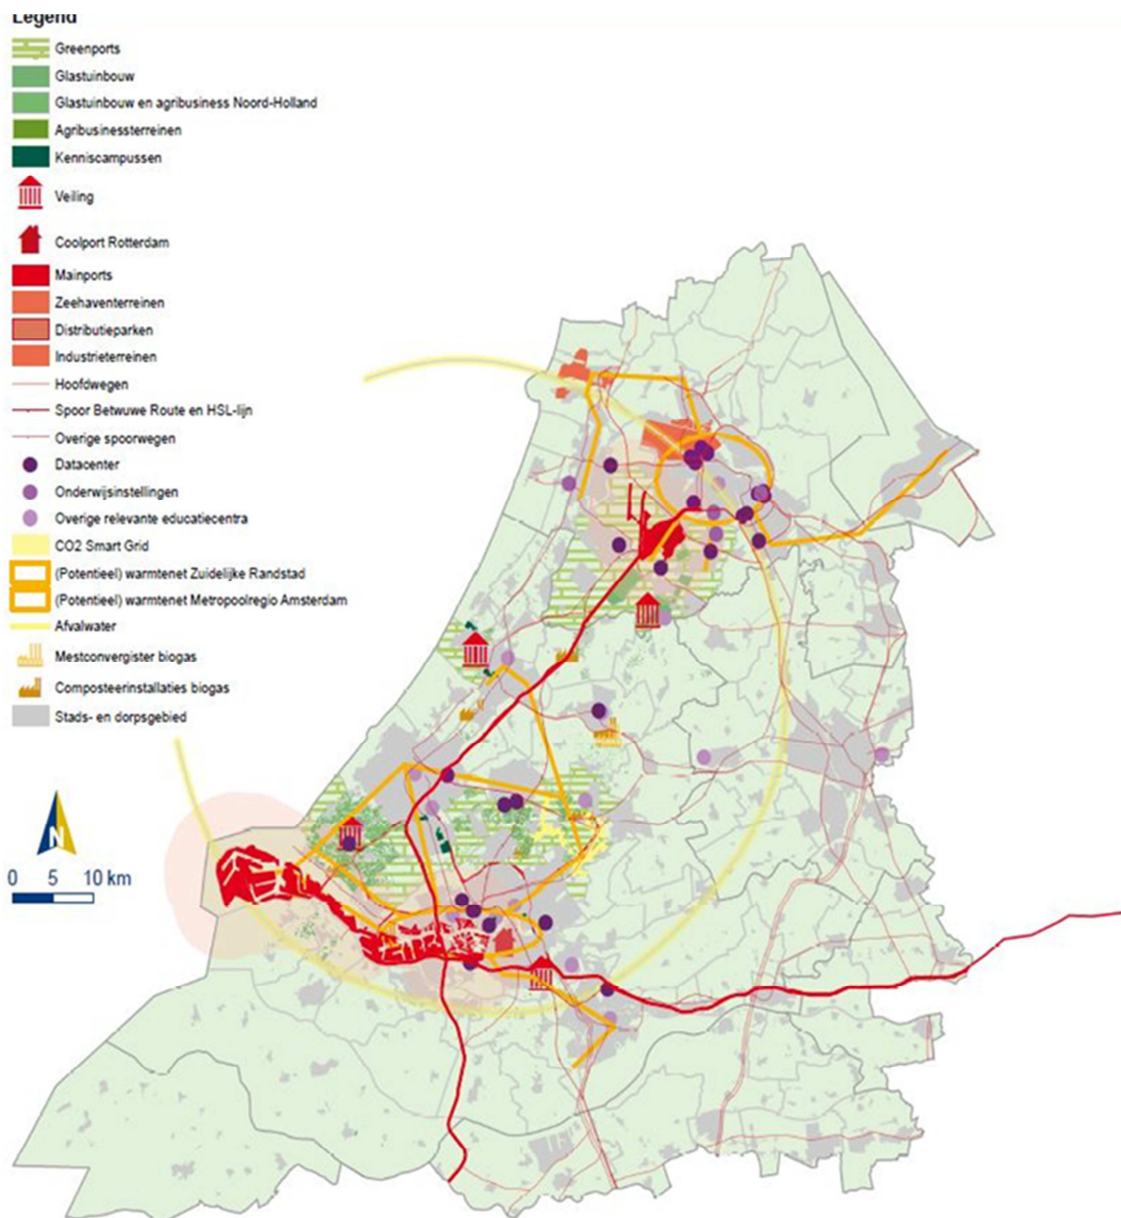 Legend
Greenports
Glastuinbouw
Glastuinbouw en agribusiness Noord-Holland
Agribusinessterreinen
Kenniscampussen
Veiling
Coolport Rotterdam
Mainports
Zeehaventerreinen
Distributieparken
Industrieterreinen
Hoofdwegen
Spoor Betwuwe Route en HSL-lijn
Overige spoorwegen
Datacenter
Onderwijsinstellingen
Overige relevante educatiecentra
CO2 Smart Grid
(Potentieel) warmtenet Zuidelijke Randstad
(Potentieel) warmtenet Metropoolregio Amsterdam
Afvalwater
Mestconvergister biogas
Composteerinstallaties biogas
Stads- en dorpsgebied
N
0 5 10 km